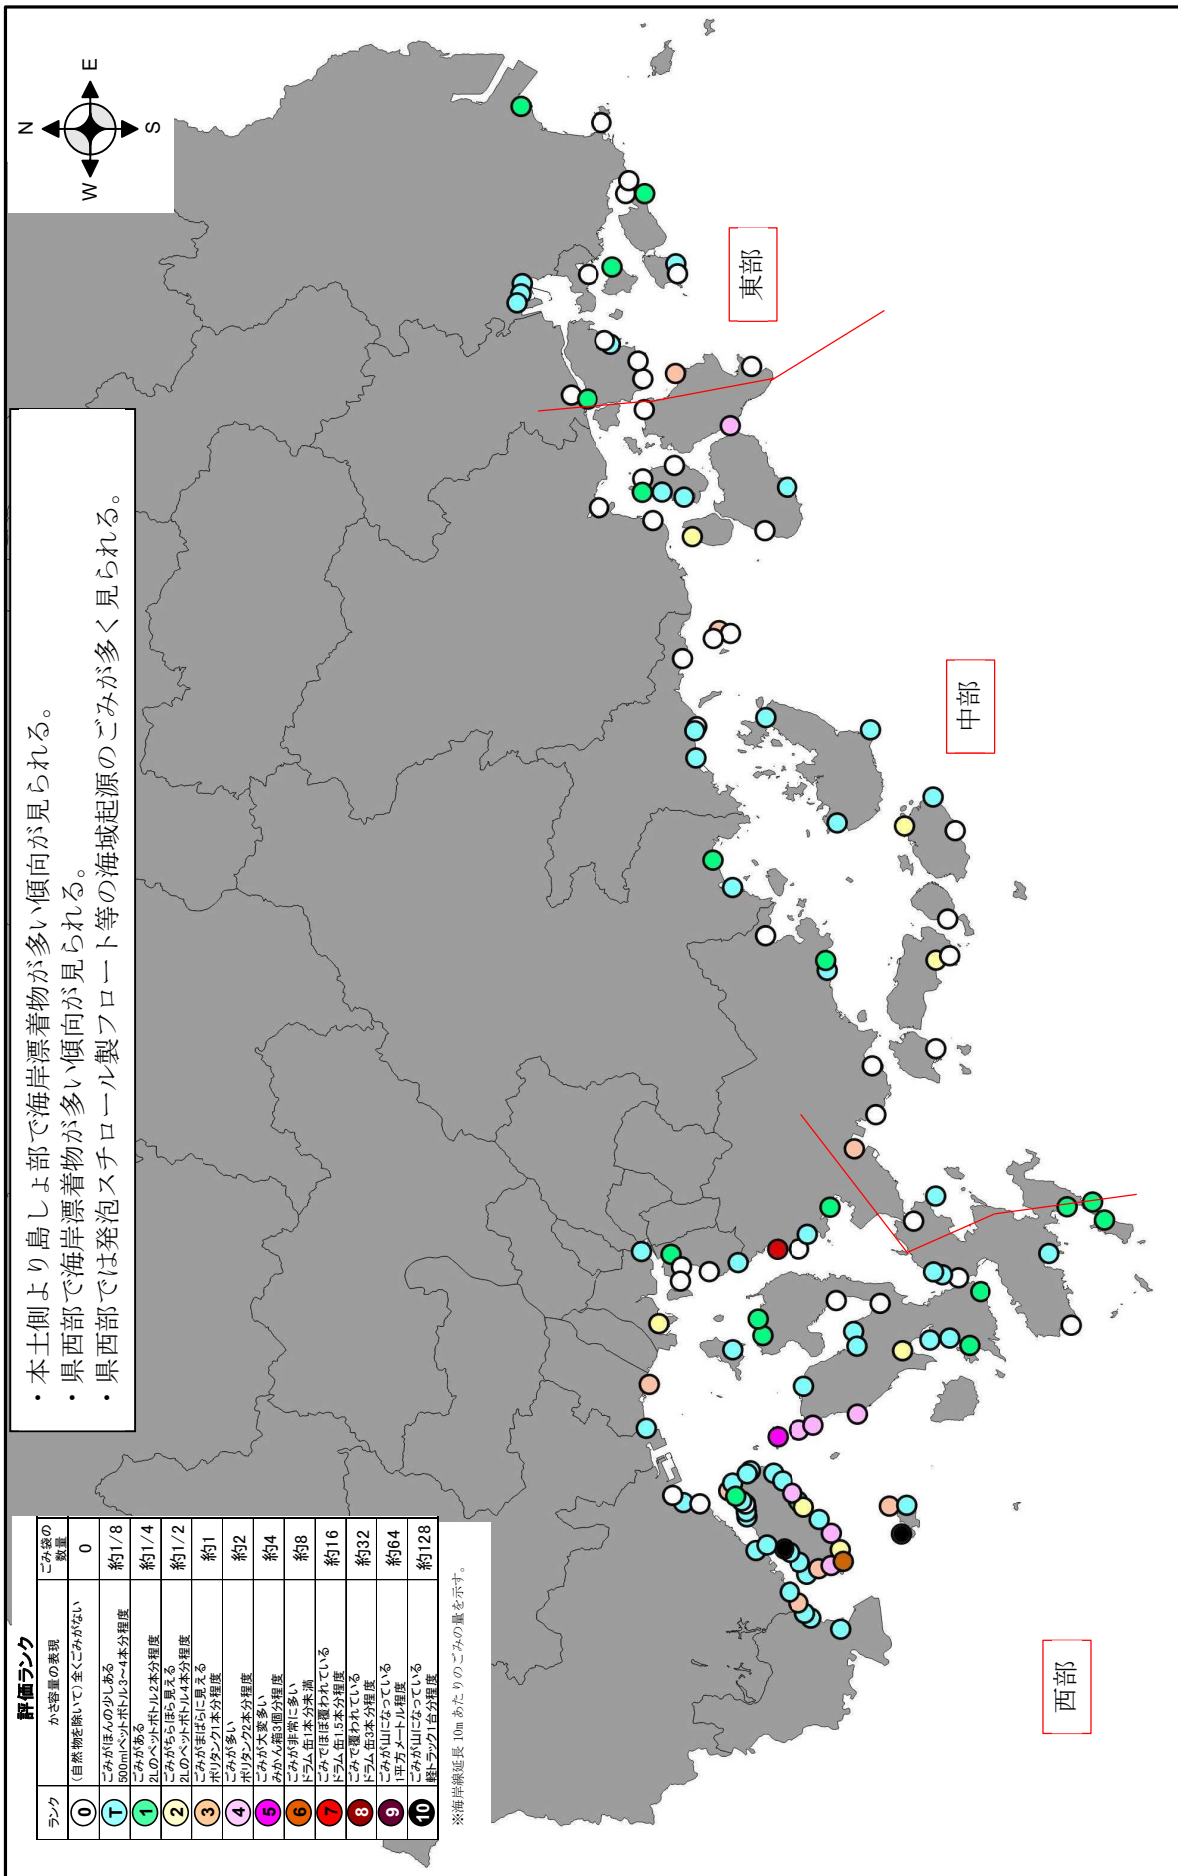 ・本土側より島しょ部で海岸漂着物が多い傾向が見られる。
・県西部で海岸漂着物が多い傾向が見られる。
・県西部では発泡スチロール製フロート等の海域起源のごみが多く見られる。
N
W E
S
東部
中部
西部
評価ランク
ランク かさ容量の表現 ごみ袋の数量
0 (自然物を除いて)全くごみがない 0
T ごみがほんの少しある 約1/8
500mlペットボトル3～4本分程度
1 ごみがある 約1/4
2Lのペットボトル2本分程度
2 ごみがちらほら見える 約1/2
2Lのペットボトル4本分程度
3 ごみがまばらに見える 約1
ポリタンク1本分程度
4 ごみが多い 約2
ポリタンク2本分程度
5 ごみが大変多い 約4
みかん箱3個分程度
6 ごみが非常に多い 約8
ドラム缶1本分未満
7 ごみでほぼ覆われている 約16
ドラム缶1.5本分程度
8 ごみで覆われている 約32
ドラム缶3本分程度
9 ごみが山になっている 約64
1平方メートル程度
10 ごみが山になっている 約128
軽トラック1台分程度
※海岸線延長 10m あたりのごみの量を示す。